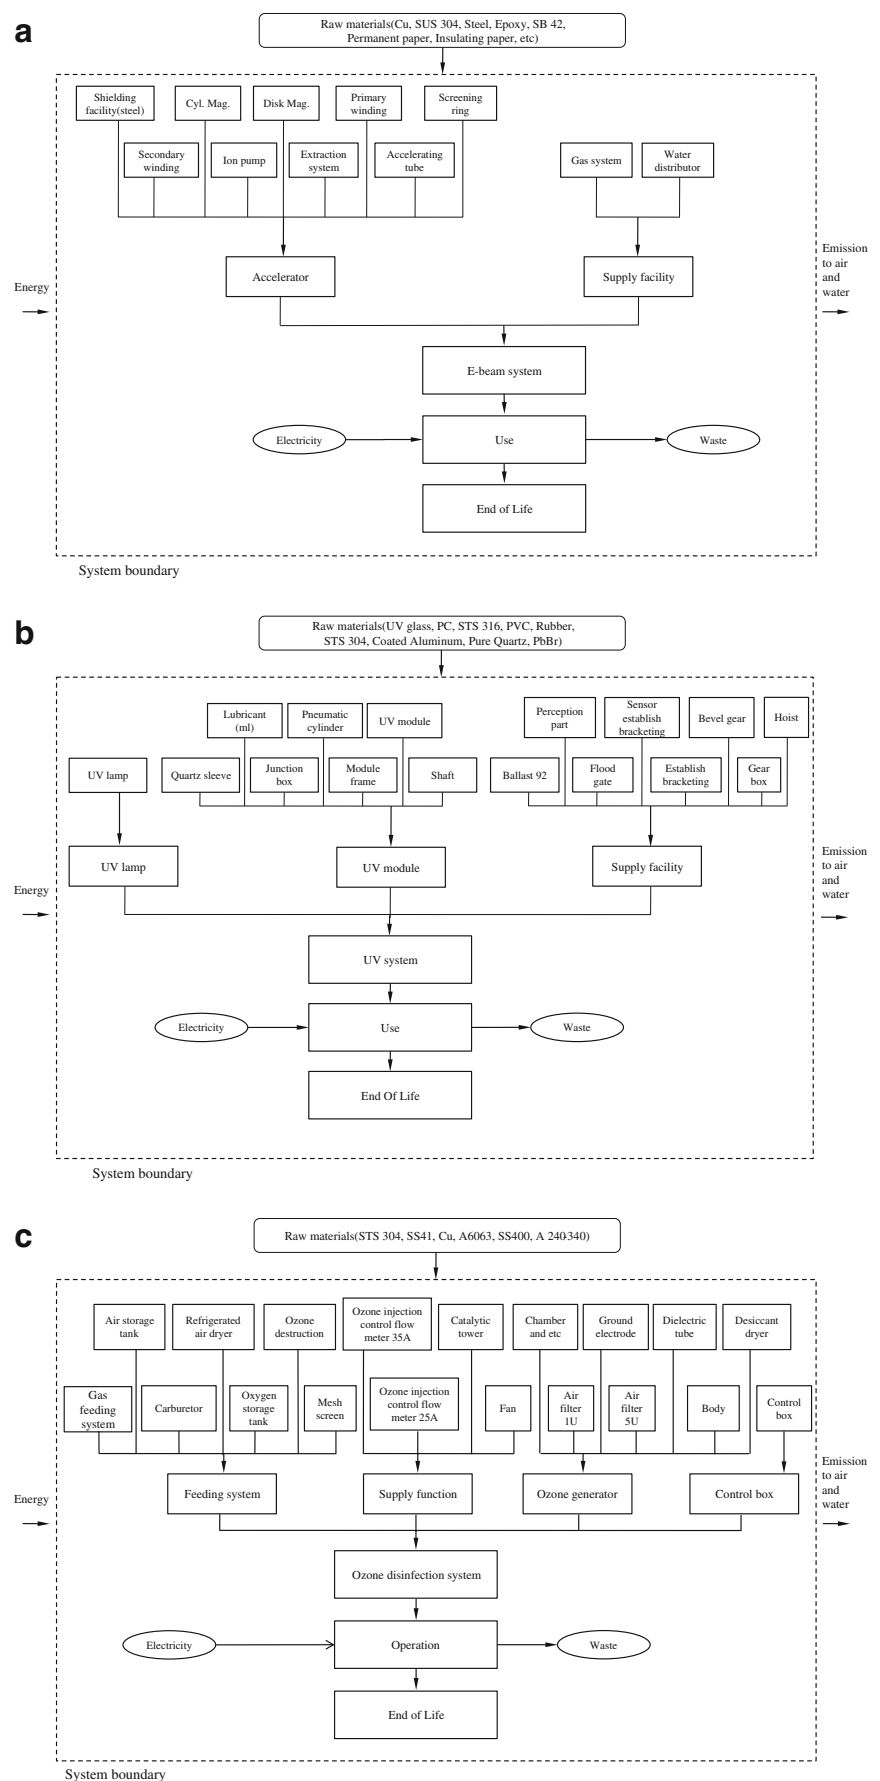 a
Raw materials(Cu, SUS 304, Steel, Epoxy, SB 42,
Permanent paper, Insulating paper, etc)
Shielding
facility(steel)
Cyl. Mag.
Disk Mag.
Primary
winding
Screening
ring
Secondary
winding
Ion pump
Extraction
system
Accelerating
tube
Gas system
Water
distributor
Accelerator
Supply facility
Energy
Emission
to air
and
water
E-beam system
Electricity
Use
Waste
End of Life
System boundary
b
Raw materials(UV glass, PC, STS 316, PVC, Rubber,
STS 304, Coated Aluminum, Pure Quartz, PbBr)
Lubricant
(ml)
Pneumatic
cylinder
UV module
Perception
part
Sensor
establish
bracketing
Bevel gear
Hoist
UV lamp
Quartz sleeve
Junction
box
Module
frame
Shaft
Ballast 92
Flood
gate
Establish
bracketing
Gear
box
UV lamp
UV module
Supply facility
Energy
Emission
to air
and
water
UV system
Electricity
Use
Waste
End Of Life
System boundary
c
Raw materials(STS 304, SS41, Cu, A6063, SS400, A 240-340)
Air storage
tank
Refrigerated
air dryer
Ozone
destruction
Ozone injection
control flow
meter 35A
Catalytic
tower
Chamber
and etc
Ground
electrode
Dielectric
tube
Desiccant
dryer
Gas
feeding
system
Carburetor
Oxygen
storage
tank
Mesh
screen
Ozone injection
control flow
meter 25A
Fan
Air
filter
1U
Air
filter
5U
Body
Control
box
Feeding system
Supply function
Ozone generator
Control box
Energy
Emission
to air
and
water
Ozone disinfection system
Electricity
Operation
Waste
End of Life
System boundary